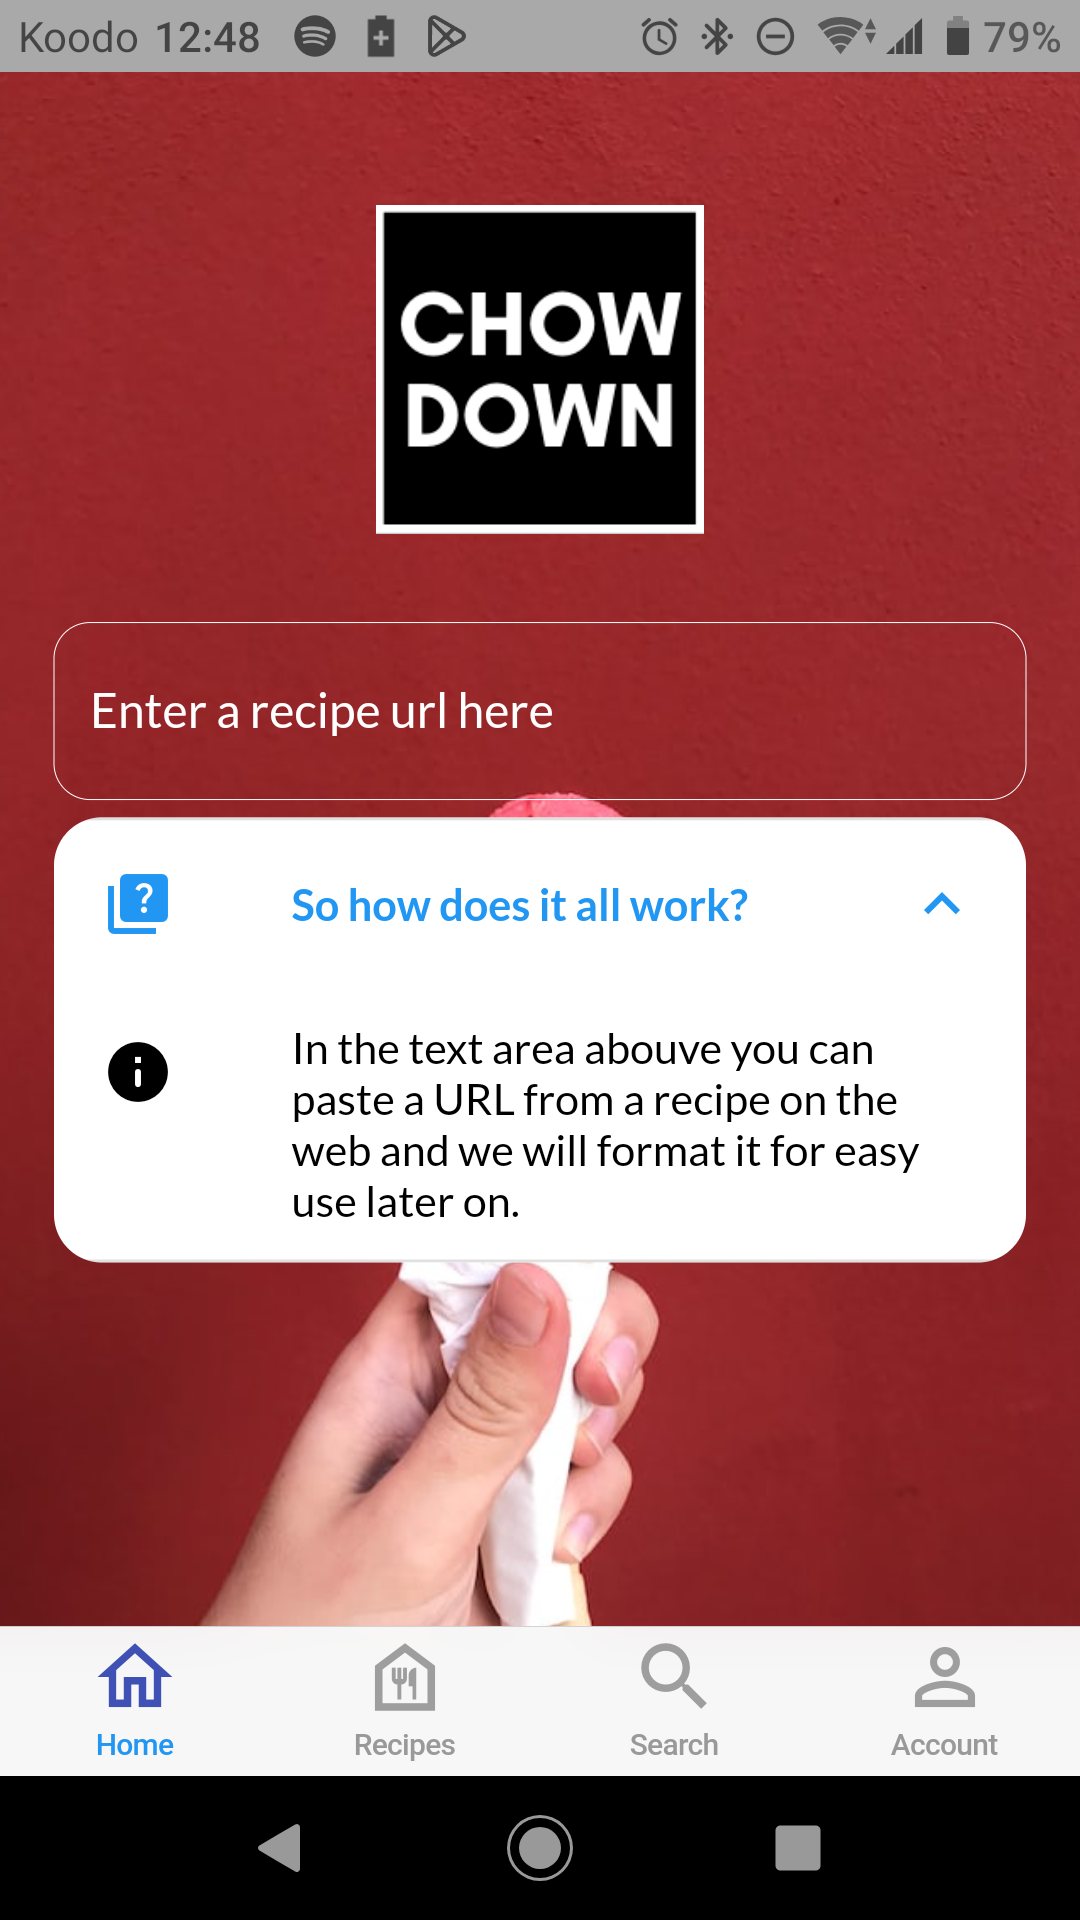 Koodo 12:48 79%
CHOW
DOWN
Enter a recipe url here
So how does it all work?
In the text area abouve you can
paste a URL from a recipe on the
web and we will format it for easy
use later on.
Home Recipes Search Account